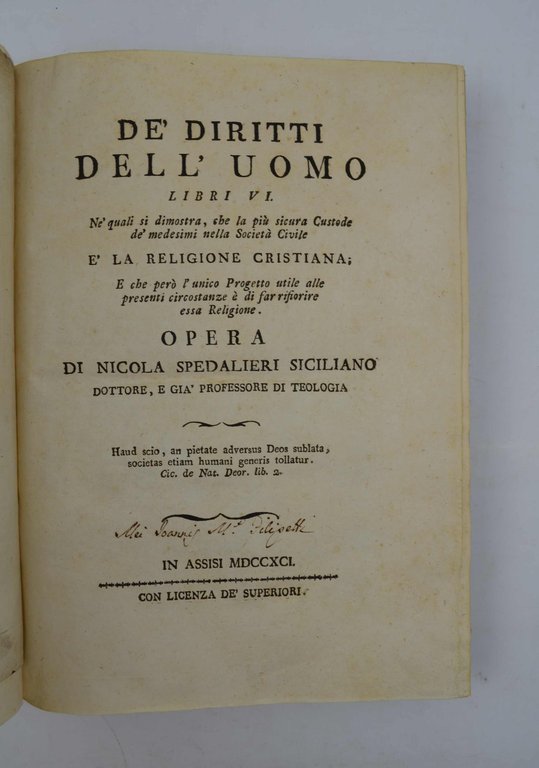 DE' DIRITTI
DELL' UOMO
LIBRI VI.
Ne' quali si dimostra, che la più sicura Custode
de' medesimi nella Società Civile
E' LA RELIGIONE CRISTIANA;
E che però l'unico Progetto utile alle
presenti circostanze è di far rifiorire
essa Religione.
OPERA
DI NICOLA SPEDALIERI SICILIANO
DOTTORE, E GIA' PROFESSORE DI TEOLOGIA
Haud scio, an pietate adversus Deos sublata,
societas etiam humani generis tollatur.
Cic. de Nat. Deor. lib. 2.
Mei Joannis M.ª Filipetti
IN ASSISI MDCCXCI.
CON LICENZA DE' SUPERIORI.